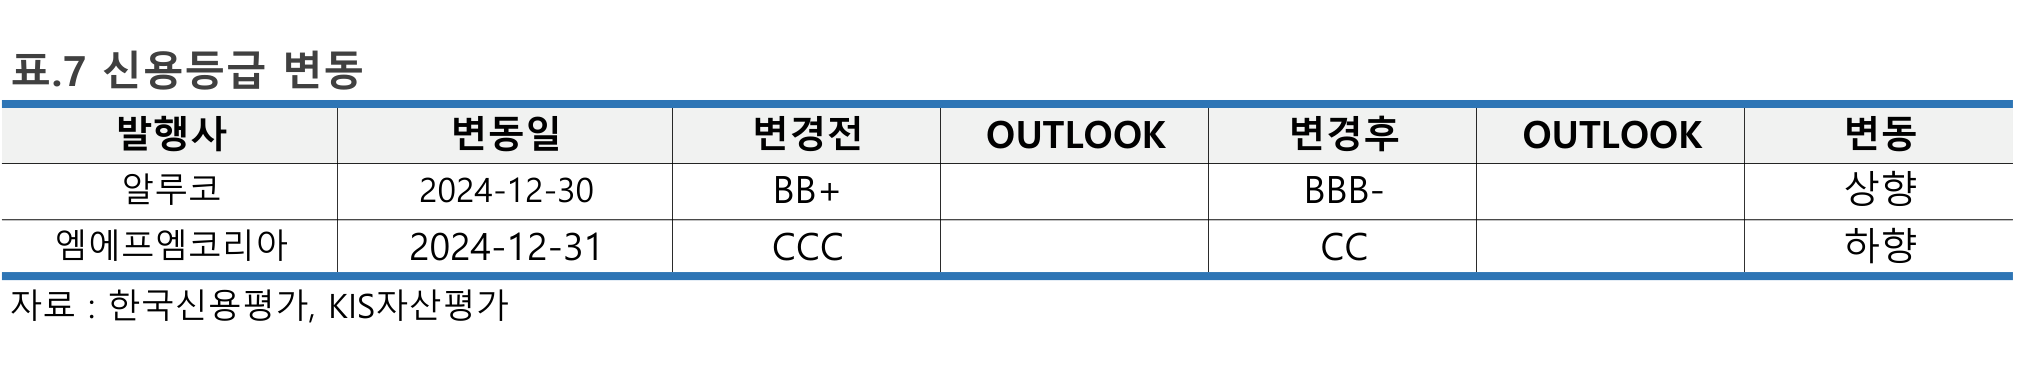 표.7 신용등급 변동
발행사 변동일 변경전 OUTLOOK 변경후 OUTLOOK 변동
알루코 2024-12-30 BB+ BBB- 상향
엠에프엠코리아 2024-12-31 CCC CC 하향
자료 : 한국신용평가, KIS자산평가